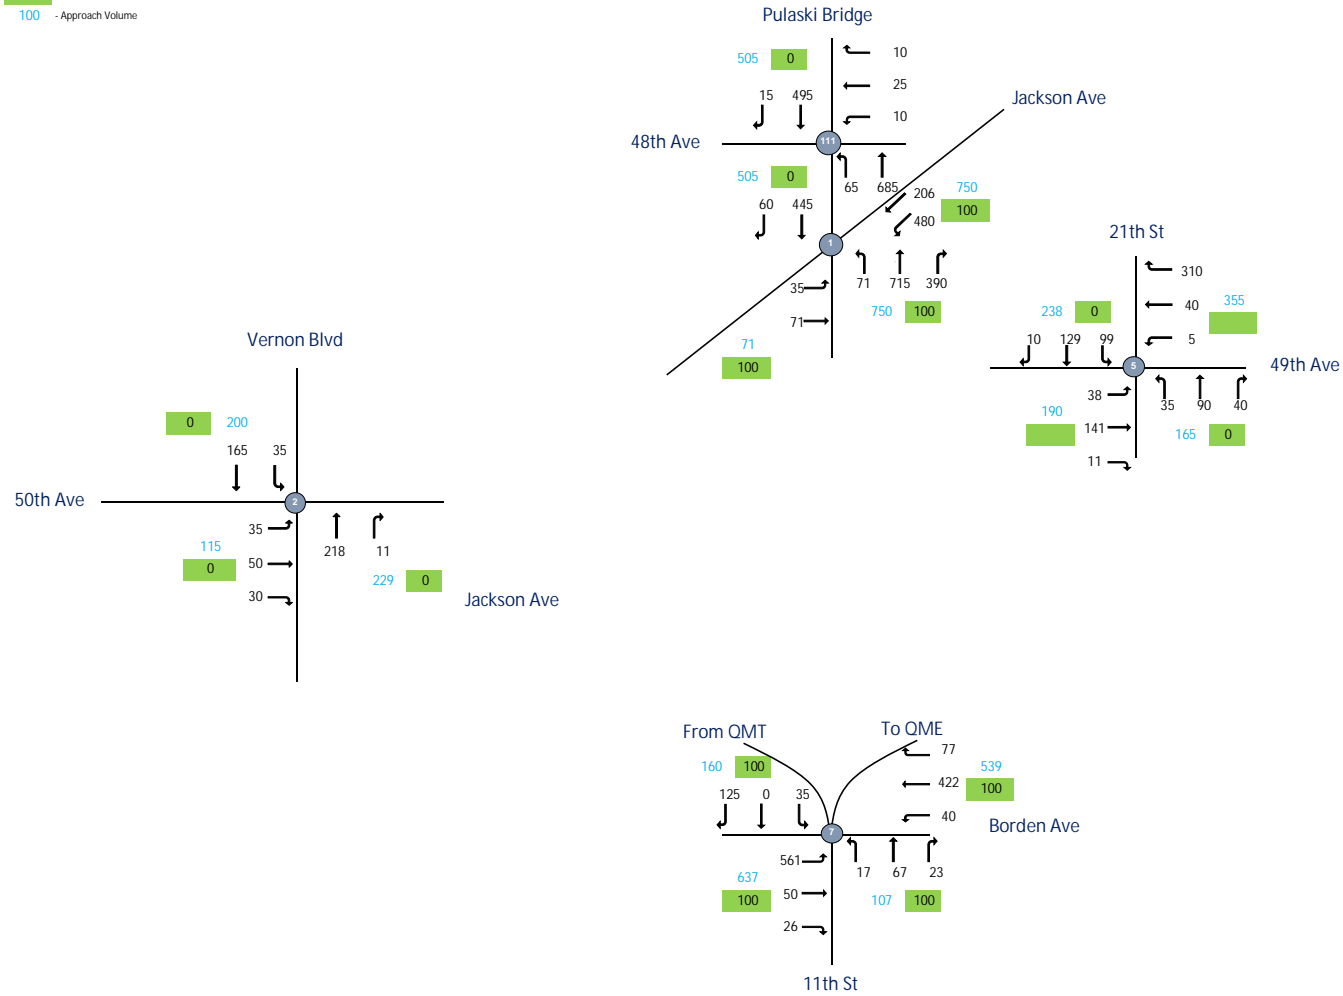 100 - Approach Volume
Pulaski Bridge
505 0
10
25
10
15 495
48th Ave
111
Jackson Ave
505 0
65 685
60 445
206
480
750
100
1
35
71
71 715 390
750 100
71
100
21th St
310
40
5
355
238 0
10 129 99
5
49th Ave
38
141
11
190
35 90 40
165 0
Vernon Blvd
0 200
165 35
50th Ave
2
35
50
30
115
0
218 11
229 0
Jackson Ave
From QMT
To QME
160 100
125 0 35
77
422
40
539
100
Borden Ave
7
561
50
26
637
100
17 67 23
107 100
11th St